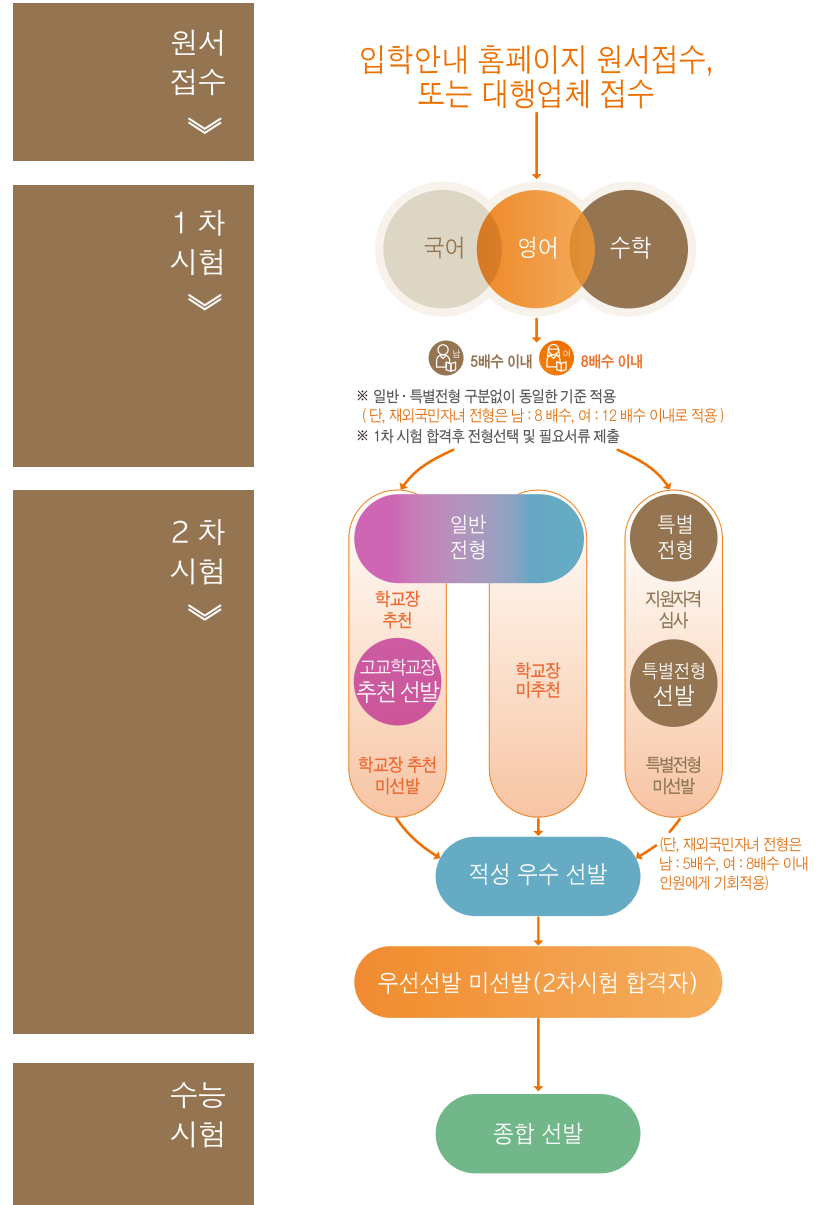 원서
접수
입학안내 홈페이지 원서접수,
또는 대행업체 접수
1 차
시험
국어
영어
수학
남
5배수 이내
여
8배수 이내
※ 일반 · 특별전형 구분없이 동일한 기준 적용
( 단, 재외국민자녀 전형은 남 : 8 배수, 여 : 12 배수 이내로 적용 )
※ 1차 시험 합격후 전형선택 및 필요서류 제출
2 차
시험
일반
전형
특별
전형
학교장
추천
지원자격
심사
고교학교장
추천 선발
학교장
미추천
특별전형
선발
학교장 추천
미선발
특별전형
미선발
적성 우수 선발
(단, 재외국민자녀 전형은
남 : 5배수, 여 : 8배수 이내
인원에게 기회적용)
우선선발 미선발(2차시험 합격자)
수능
시험
종합 선발